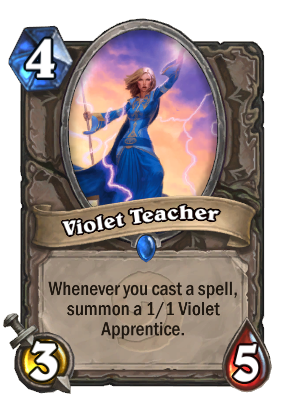 4
Violet Teacher
Whenever you cast a spell,
summon a 1/1 Violet
Apprentice.
3
5